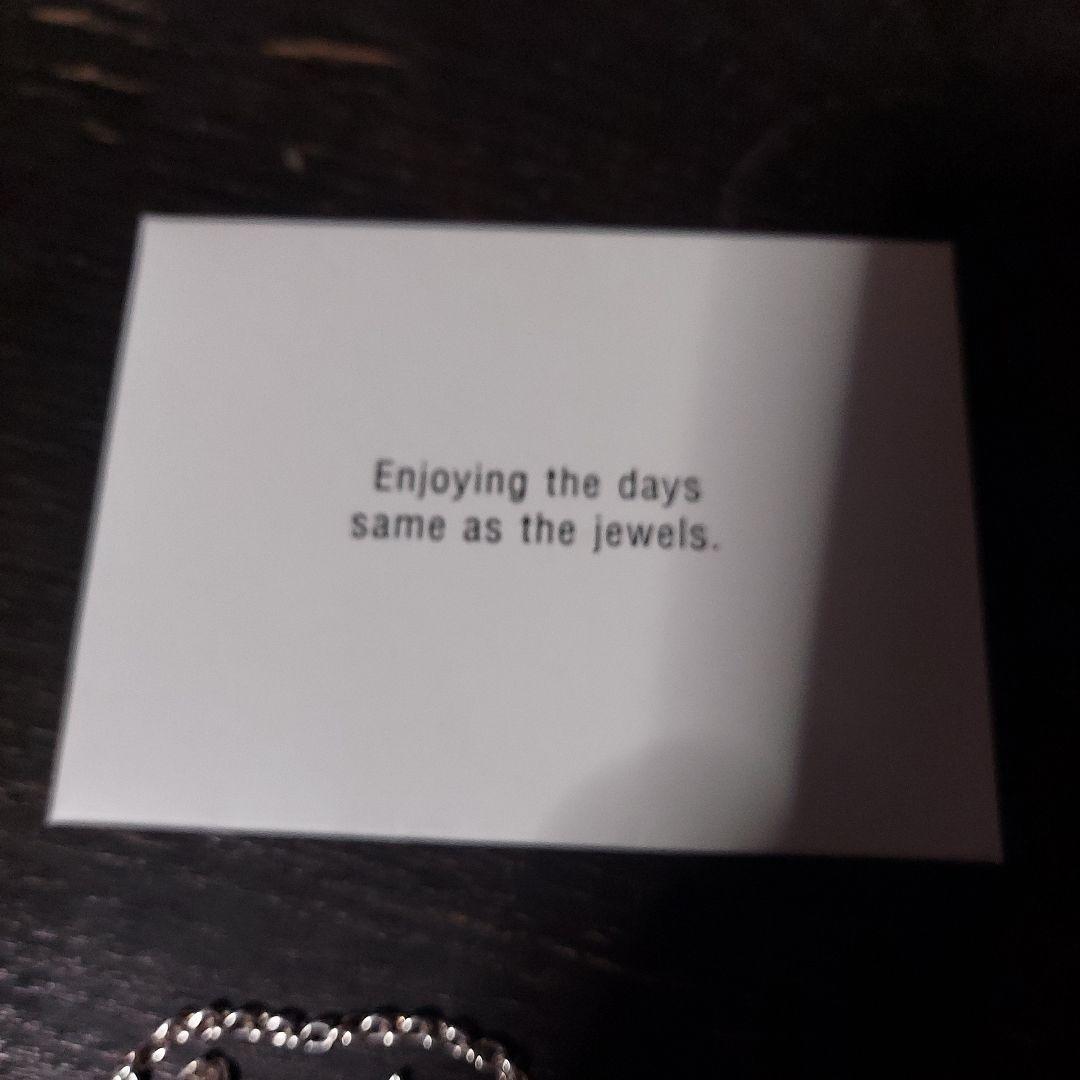 Enjoying the days
same as the jewels.